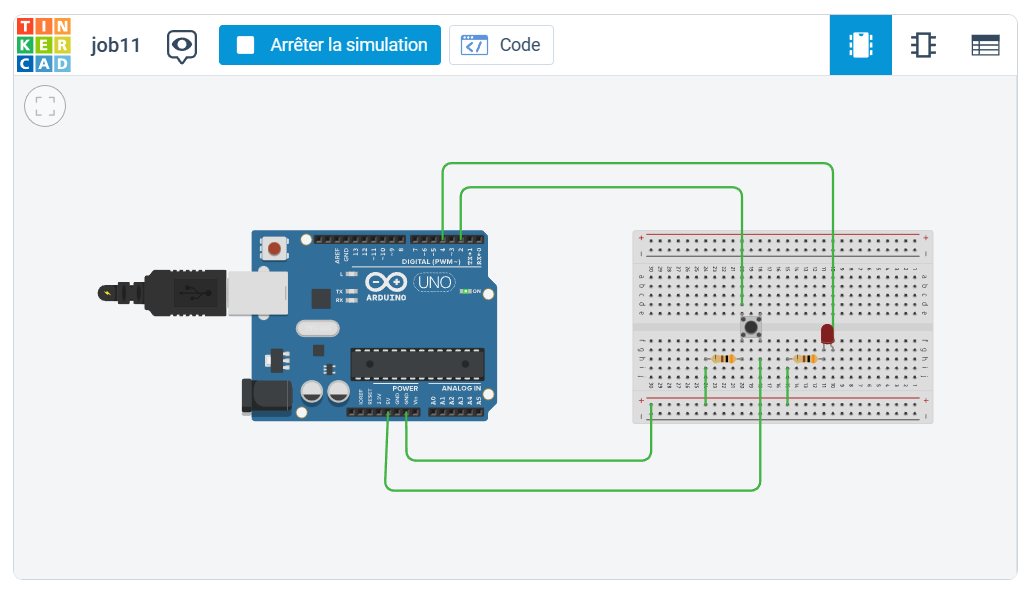 TIN
KER
CAD
job11
Arrêter la simulation
Code
AREF
GND
13
12
~11
~10
~9
8
7
~6
~5
4
~3
2
TX→1
RX←0
DIGITAL (PWM~)
L
TX
RX
UNO
ARDUINO
ON
POWER
ANALOG IN
IOREF
RESET
3.3V
5V
GND
GND
Vin
A0
A1
A2
A3
A4
A5
+
+
−
−
a
b
c
d
e
f
g
h
i
j
+
+
−
−